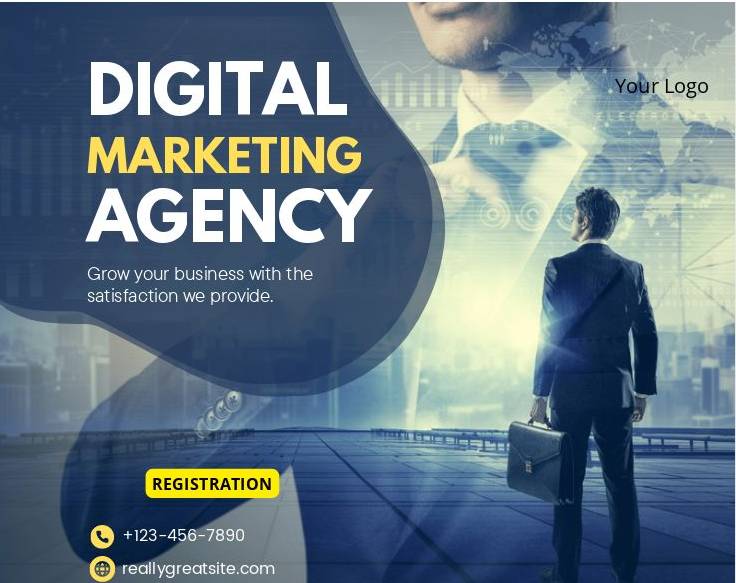 DIGITAL
MARKETING
AGENCY
Your Logo
Grow your business with the
satisfaction we provide.
REGISTRATION
+123-456-7890
reallygreatsite.com